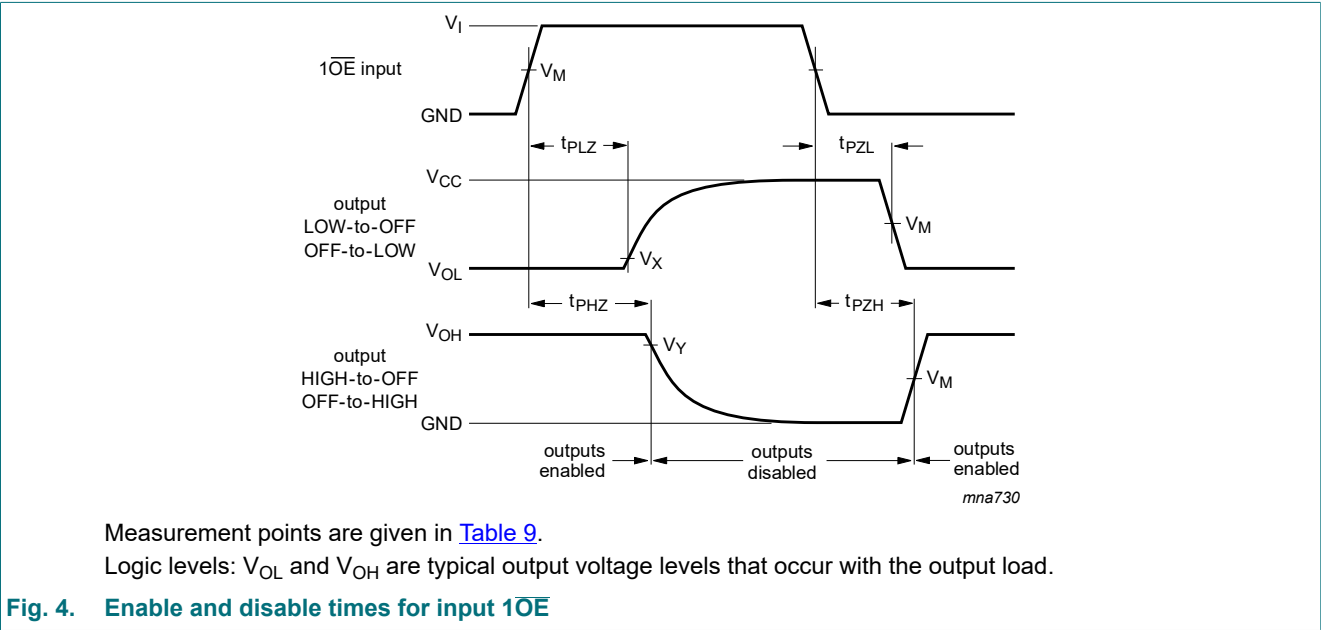 V_I
1O̅E̅ input
V_M
GND
t_PLZ
t_PZL
V_CC
output
LOW-to-OFF
OFF-to-LOW
V_M
V_X
V_OL
t_PHZ
t_PZH
V_OH
output
HIGH-to-OFF
OFF-to-HIGH
V_Y
V_M
GND
outputs
enabled
outputs
disabled
outputs
enabled
mna730
Measurement points are given in Table 9.
Logic levels: V_OL and V_OH are typical output voltage levels that occur with the output load.
Fig. 4. Enable and disable times for input 1O̅E̅